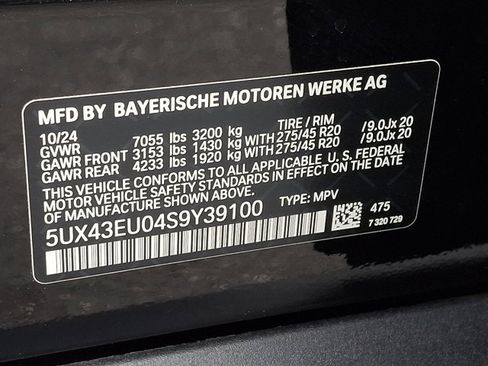 MFD BY BAYERISCHE MOTOREN WERKE AG
10/24 TIRE / RIM
GVWR 7055 lbs 3200 kg
GAWR FRONT 3153 lbs 1430 kg WITH 275/45 R20 /9.0Jx 20
GAWR REAR 4233 lbs 1920 kg WITH 275/45 R20 /9.0Jx 20
THIS VEHICLE CONFORMS TO ALL APPLICABLE U.S. FEDERAL
MOTOR VEHICLE SAFETY STANDARDS IN EFFECT ON THE
DATE OF MANUFACTURE SHOWN ABOVE.
5UX43EU04S9Y39100 TYPE: MPV
475
7 320 729